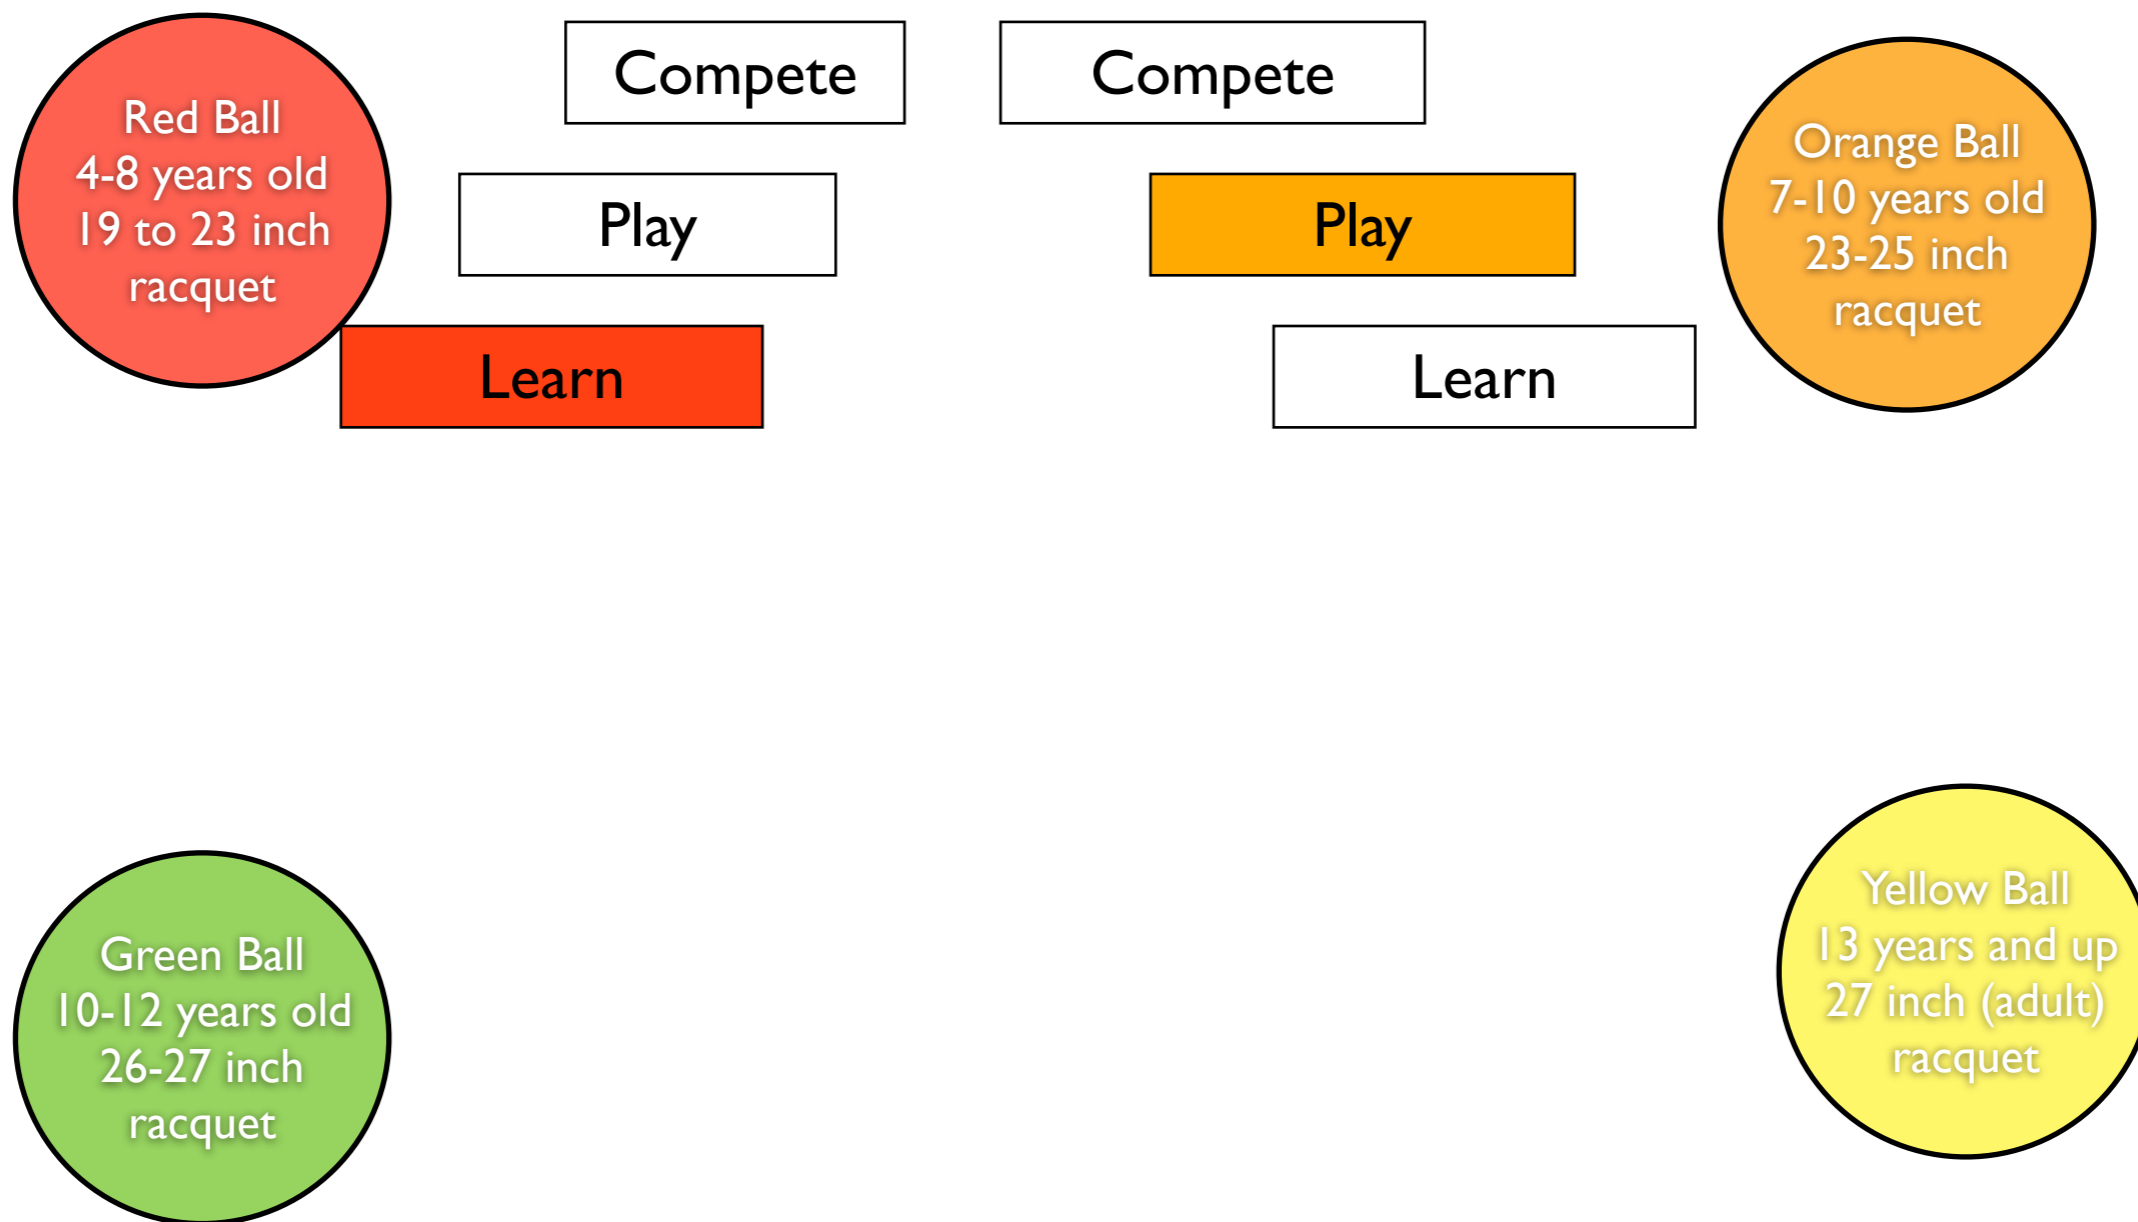 Red Ball
4-8 years old
19 to 23 inch
racquet
Compete
Play
Learn
Compete
Play
Learn
Orange Ball
7-10 years old
23-25 inch
racquet
Green Ball
10-12 years old
26-27 inch
racquet
Yellow Ball
13 years and up
27 inch (adult)
racquet